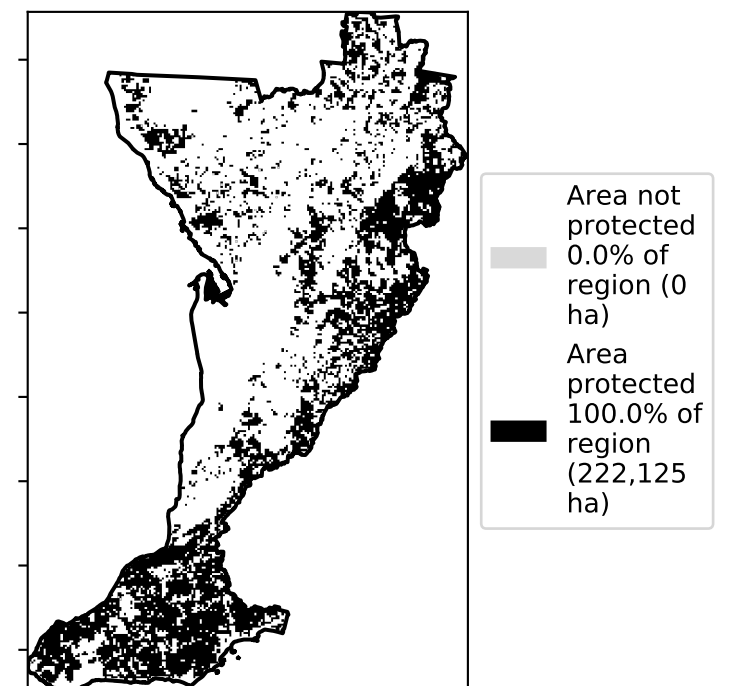 Area not
protected
0.0% of
region (0
ha)
Area
protected
100.0% of
region
(222,125
ha)